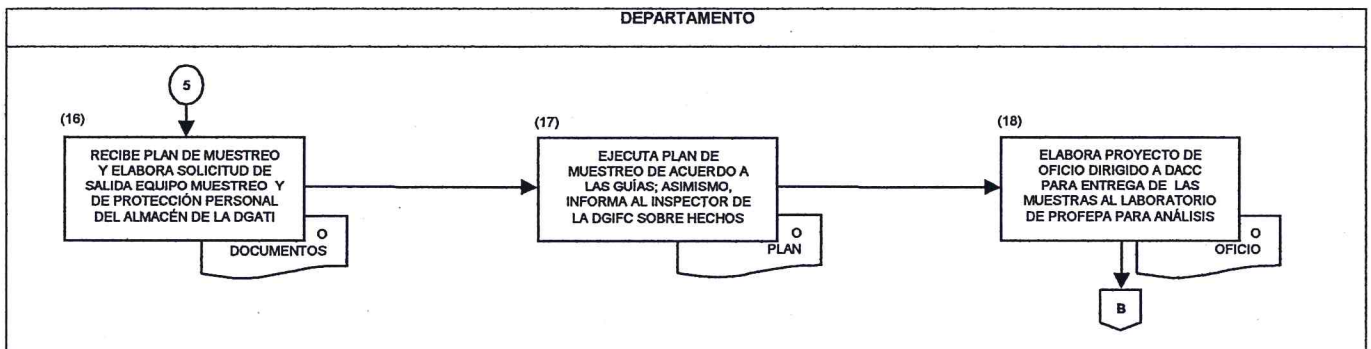 DEPARTAMENTO
5
(16)
RECIBE PLAN DE MUESTREO
Y ELABORA SOLICITUD DE
SALIDA EQUIPO MUESTREO Y
DE PROTECCIÓN PERSONAL
DEL ALMACÉN DE LA DGATI
O
DOCUMENTOS
(17)
EJECUTA PLAN DE
MUESTREO DE ACUERDO A
LAS GUÍAS; ASIMISMO,
INFORMA AL INSPECTOR DE
LA DGIFC SOBRE HECHOS
O
PLAN
(18)
ELABORA PROYECTO DE
OFICIO DIRIGIDO A DACC
PARA ENTREGA DE LAS
MUESTRAS AL LABORATORIO
DE PROFEPA PARA ANÁLISIS
O
OFICIO
B